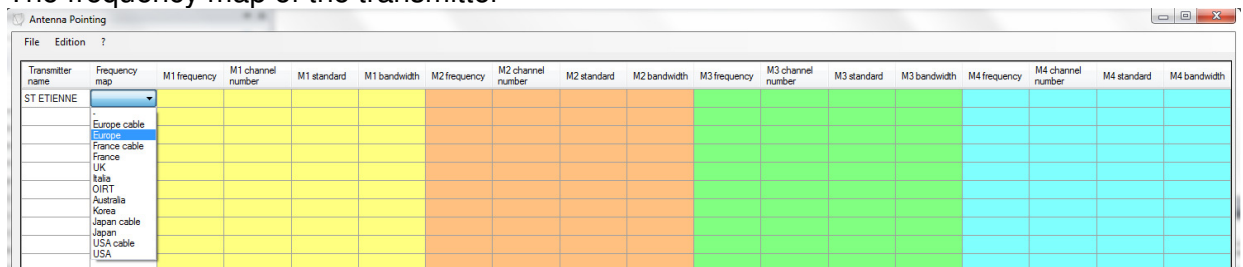 The frequency map of the transmitter
Antenna Pointing
File Edition ?
Transmitter name Frequency map M1 frequency M1 channel number M1 standard M1 bandwidth M2 frequency M2 channel number M2 standard M2 bandwidth M3 frequency M3 channel number M3 standard M3 bandwidth M4 frequency M4 channel number M4 standard M4 bandwidth
ST ETIENNE
-
Europe cable
Europe
France cable
France
UK
Italia
OIRT
Australia
Korea
Japan cable
Japan
USA cable
USA